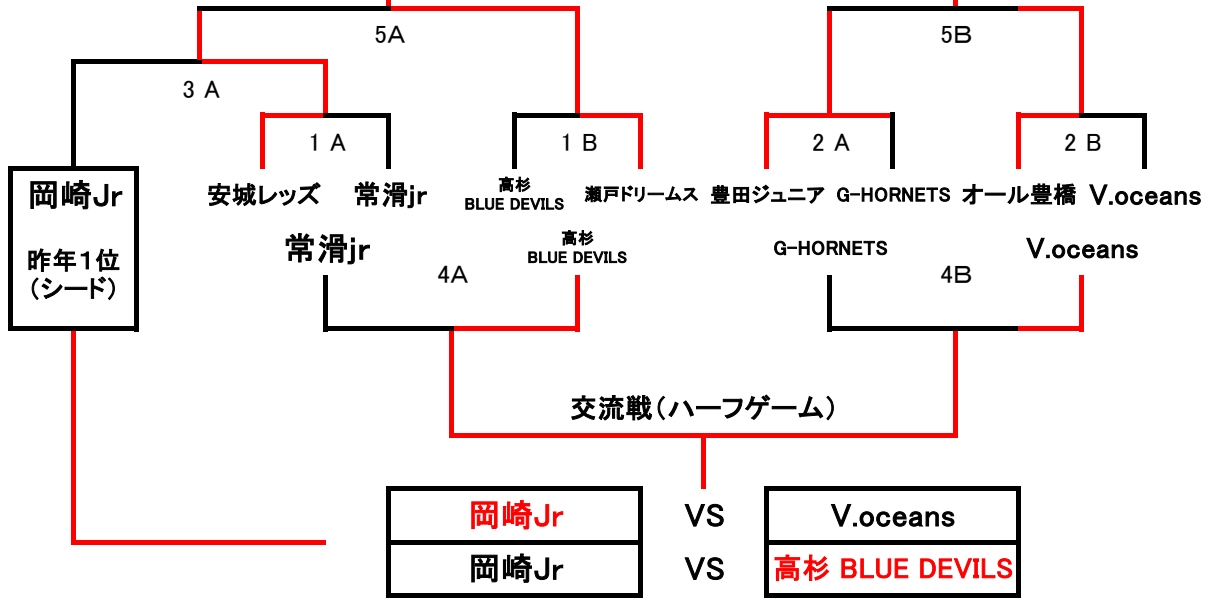 5A
5B
3 A
1 A
1 B
2 A
2 B
岡崎Jr
昨年1位
（シード）
安城レッズ
常滑jr
高杉
BLUE DEVILS
瀬戸ドリームス
豊田ジュニア
G-HORNETS
オール豊橋
V.oceans
常滑jr
高杉
BLUE DEVILS
G-HORNETS
V.oceans
4A
4B
交流戦（ハーフゲーム）
岡崎Jr VS V.oceans
岡崎Jr VS 高杉 BLUE DEVILS